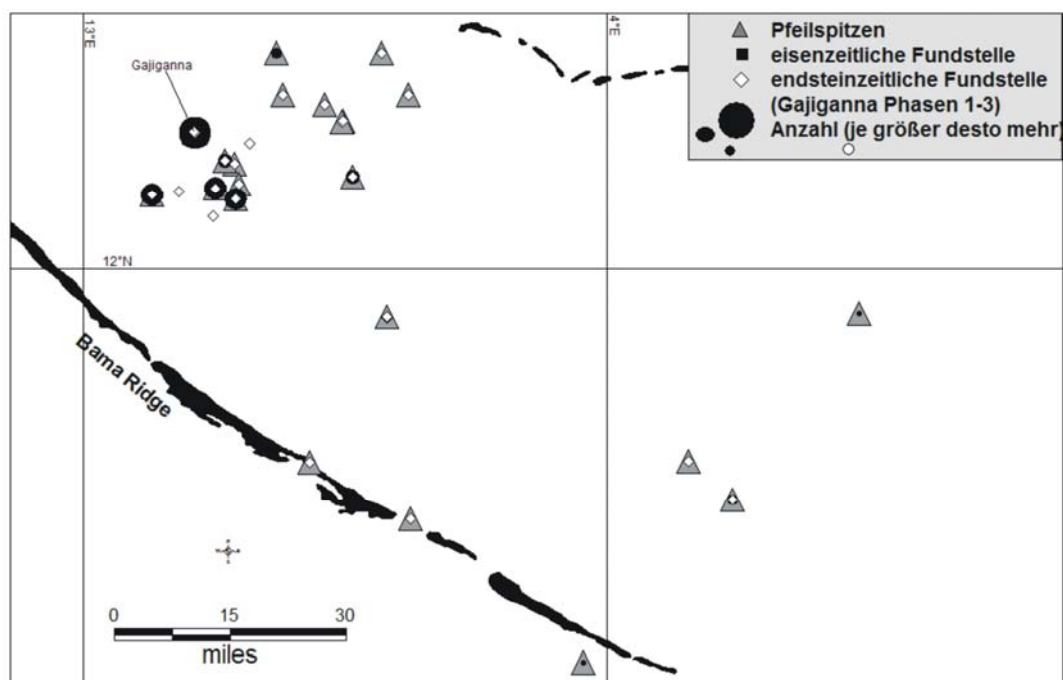 13°E
4°E
Gajiganna
Pfeilspitzen
eisenzeitliche Fundstelle
endsteinzeitliche Fundstelle
(Gajiganna Phasen 1-3)
Anzahl (je größer desto mehr)
12°N
Bama Ridge
0 15 30
miles